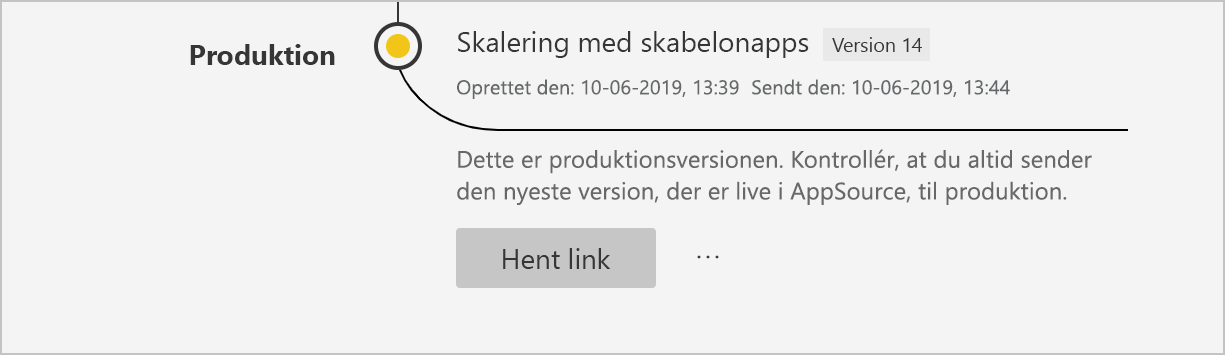 Produktion
Skalering med skabelonapps Version 14
Oprettet den: 10-06-2019, 13:39 Sendt den: 10-06-2019, 13:44
Dette er produktionsversionen. Kontrollér, at du altid sender
den nyeste version, der er live i AppSource, til produktion.
Hent link ...